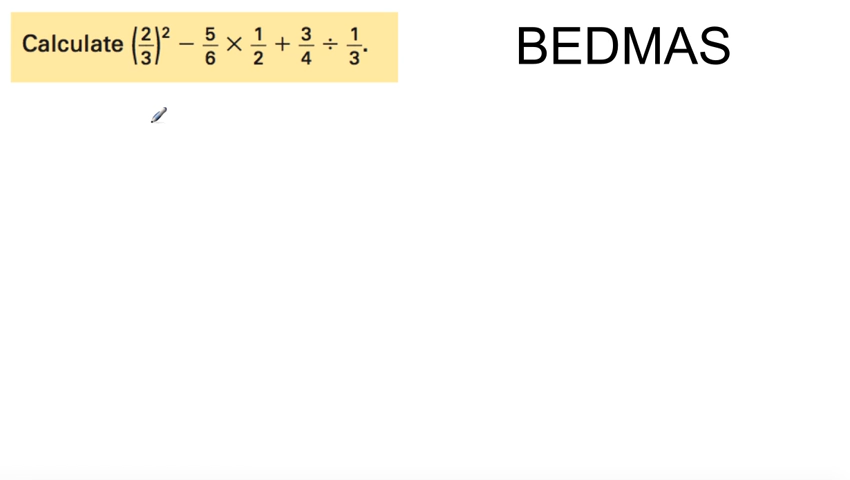 Calculate (2/3)² − 5/6 × 1/2 + 3/4 ÷ 1/3.
BEDMAS